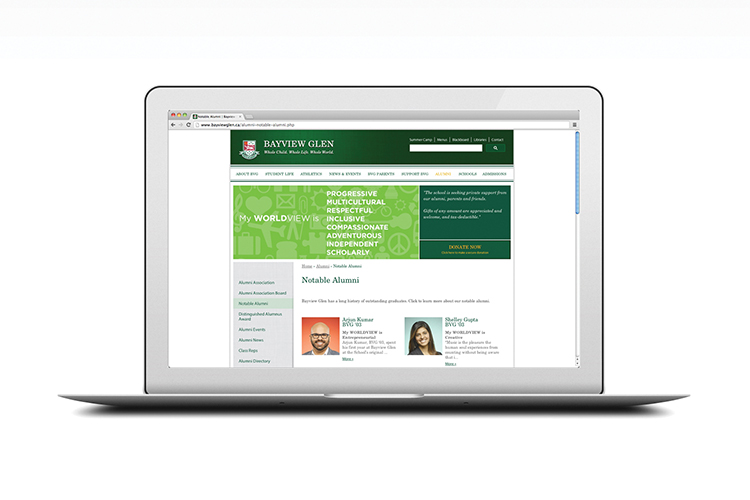 Notable Alumni | Bayview
www.bayviewglen.ca/alumni-notable-alumni.php
BAYVIEW GLEN
Whole Child. Whole Life. Whole World.
Summer Camp | Menus | Blackboard | Libraries | Contact
ABOUT BVG STUDENT LIFE ATHLETICS NEWS & EVENTS BVG PARENTS SUPPORT BVG ALUMNI SCHOOLS ADMISSIONS
My WORLDVIEW is
PROGRESSIVE
MULTICULTURAL
RESPECTFUL
INCLUSIVE
COMPASSIONATE
ADVENTUROUS
INDEPENDENT
SCHOLARLY
"The school is seeking private support from
our alumni, parents and friends.
Gifts of any amount are appreciated and
welcome, and tax-deductible."
DONATE NOW
Click here to make a secure donation
Home » Alumni » Notable Alumni
Notable Alumni
Bayview Glen has a long history of outstanding graduates. Click to learn more about our notable alumni.
Alumni Association
Alumni Association Board
Notable Alumni
Distinguished Alumnus
Award
Alumni Events
Alumni News
Class Reps
Alumni Directory
Arjun Kumar
BVG '03
My WORLDVIEW is
Entrepreneurial
Arjun Kumar, BVG '03, spent
his first year at Bayview Glen
at the School's original ...
More »
Shelley Gupta
BVG '03
My WORLDVIEW is
Creative
"Music is the pleasure the
human soul experiences from
counting without being aware
that i...
More »